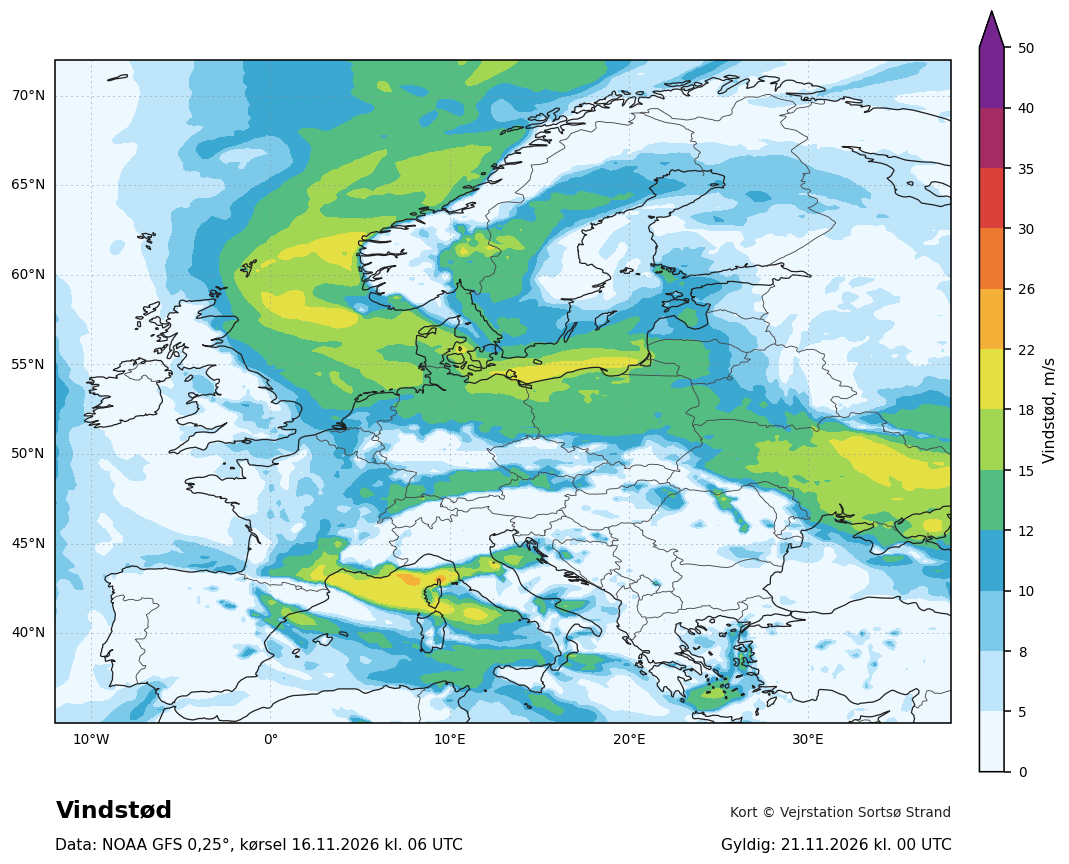 70°N
65°N
60°N
55°N
50°N
45°N
40°N
10°W
0°
10°E
20°E
30°E
50
40
35
30
26
22
18
15
12
10
8
5
0
Vindstød, m/s
Vindstød
Kort © Vejrstation Sortsø Strand
Data: NOAA GFS 0,25°, kørsel 16.11.2026 kl. 06 UTC
Gyldig: 21.11.2026 kl. 00 UTC